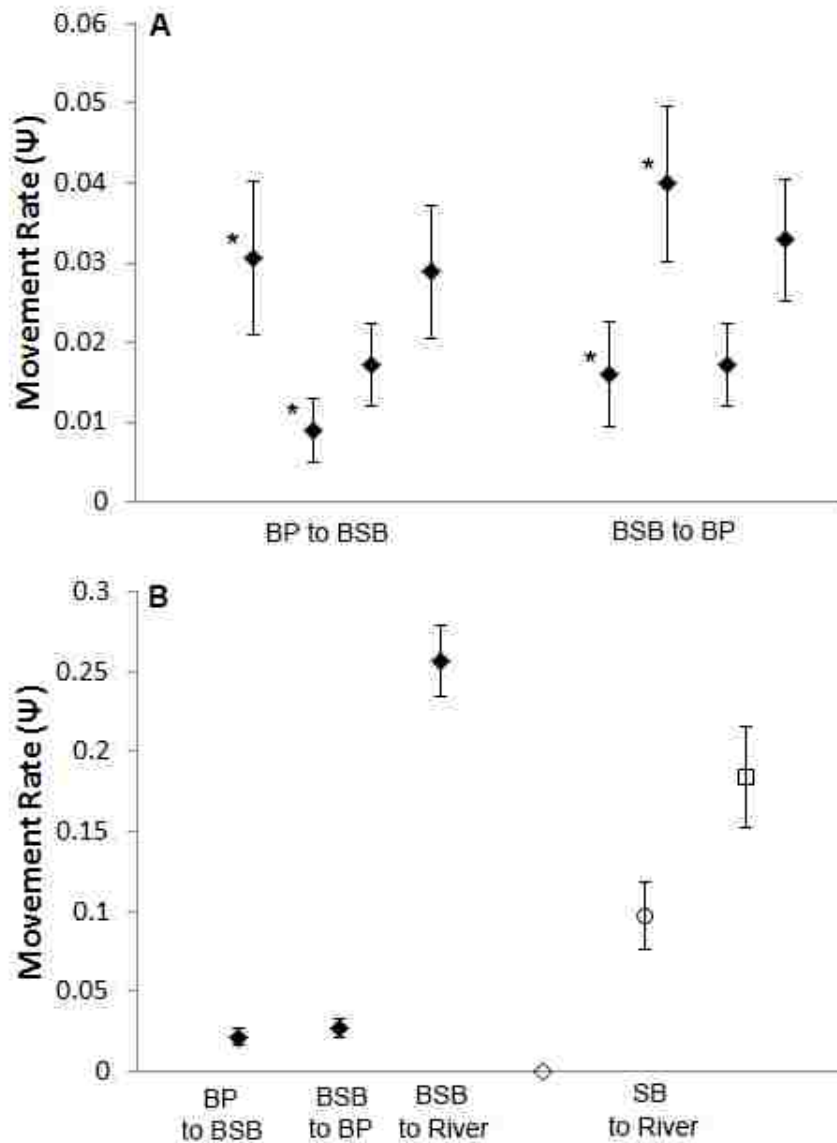 A
0.06
0.05
0.04
0.03
0.02
0.01
0
Movement Rate (Ψ)
*
*
*
*
BP to BSB
BSB to BP
B
0.3
0.25
0.2
0.15
0.1
0.05
0
Movement Rate (Ψ)
BP
to BSB
BSB
to BP
BSB
to River
SB
to River